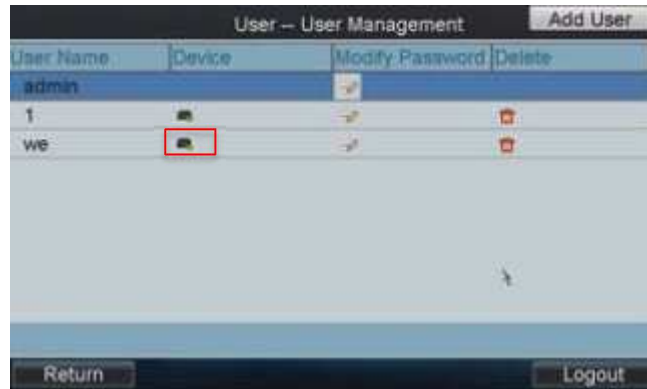 User -- User Management Add User
User Name Device Modify Password Delete
admin
1
we
Return Logout